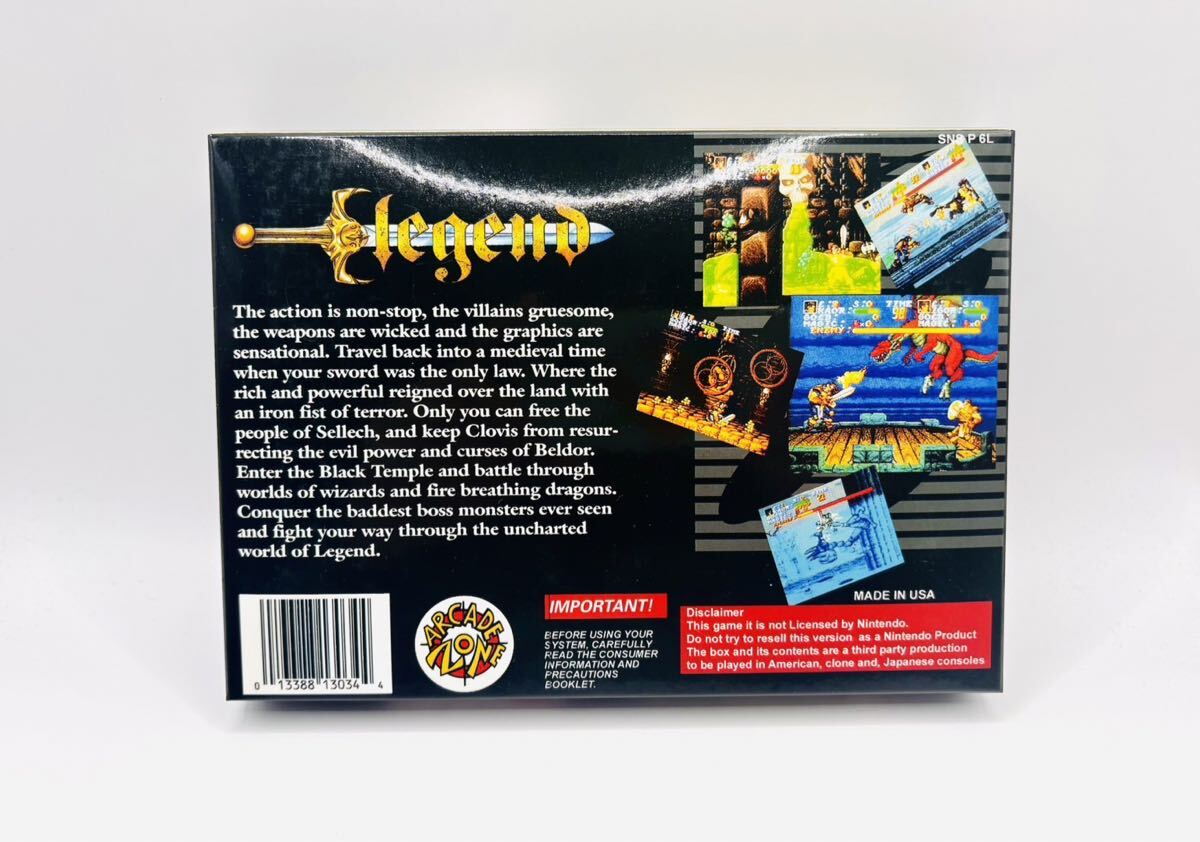 SNS P 6L
legend
The action is non-stop, the villains gruesome,
the weapons are wicked and the graphics are
sensational. Travel back into a medieval time
when your sword was the only law. Where the
rich and powerful reigned over the land with
an iron fist of terror. Only you can free the
people of Sellech, and keep Clovis from resur-
recting the evil power and curses of Beldor.
Enter the Black Temple and battle through
worlds of wizards and fire breathing dragons.
Conquer the baddest boss monsters ever seen
and fight your way through the uncharted
world of Legend.
TIME
KAOR:
GOLD:
MAGIC:
ENEMY:
0 13388 13034 4
ARCADE
ZONE
IMPORTANT!
BEFORE USING YOUR
SYSTEM, CAREFULLY
READ THE CONSUMER
INFORMATION AND
PRECAUTIONS
BOOKLET.
MADE IN USA
Disclaimer
This game it is not Licensed by Nintendo.
Do not try to resell this version as a Nintendo Product
The box and its contents are a third party production
to be played in American, clone and, Japanese consoles